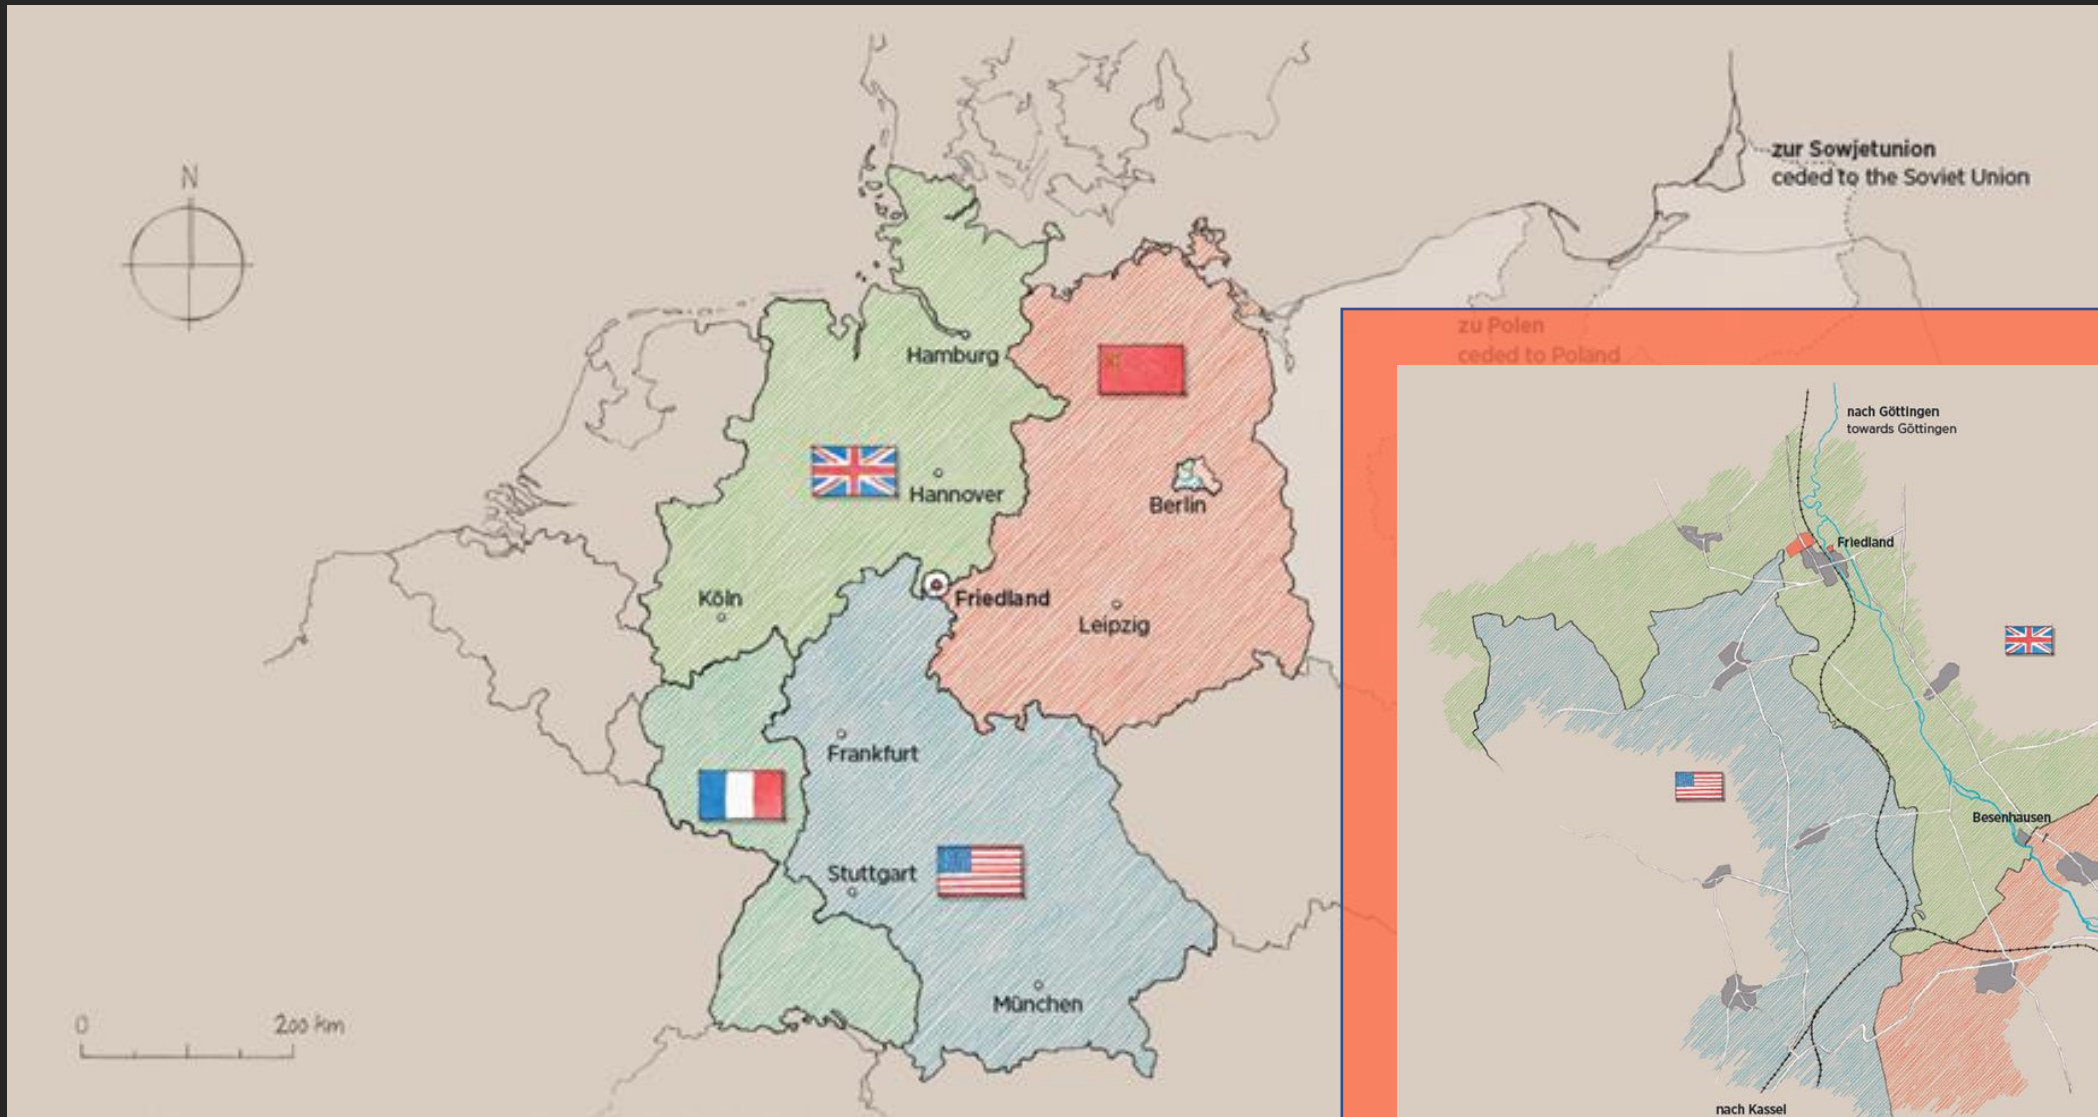 N
zur Sowjetunion
ceded to the Soviet Union
zu Polen
ceded to Poland
Hamburg
Hannover
Berlin
Köln
Friedland
Leipzig
Frankfurt
Stuttgart
München
0
200 km
nach Göttingen
towards Göttingen
Friedland
Besenhausen
nach Kassel